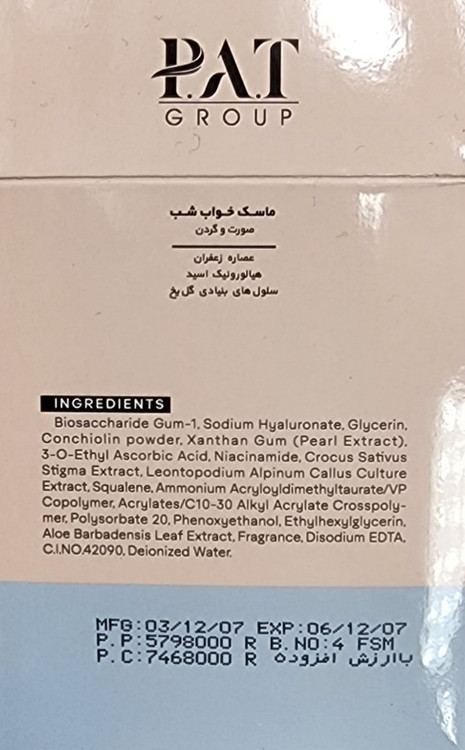 P.A.T
GROUP
ماسک خواب شب
صورت و گردن
عصاره زعفران
هیالورونیک اسید
سلول‌های بنیادی گل یخ
INGREDIENTS
Biosaccharide Gum-1, Sodium Hyaluronate, Glycerin,
Conchiolin powder, Xanthan Gum (Pearl Extract),
3-O-Ethyl Ascorbic Acid, Niacinamide, Crocus Sativus
Stigma Extract, Leontopodium Alpinum Callus Culture
Extract, Squalene, Ammonium Acryloyldimethyltaurate/VP
Copolymer, Acrylates/C10-30 Alkyl Acrylate Crosspoly-
mer, Polysorbate 20, Phenoxyethanol, Ethylhexylglycerin,
Aloe Barbadensis Leaf Extract, Fragrance, Disodium EDTA,
C.I.NO.42090, Deionized Water.
MFG:03/12/07 EXP:06/12/07
P.P:5798000 R B.NO:4 FSM
P.C:7468000 R باارزش افزوده